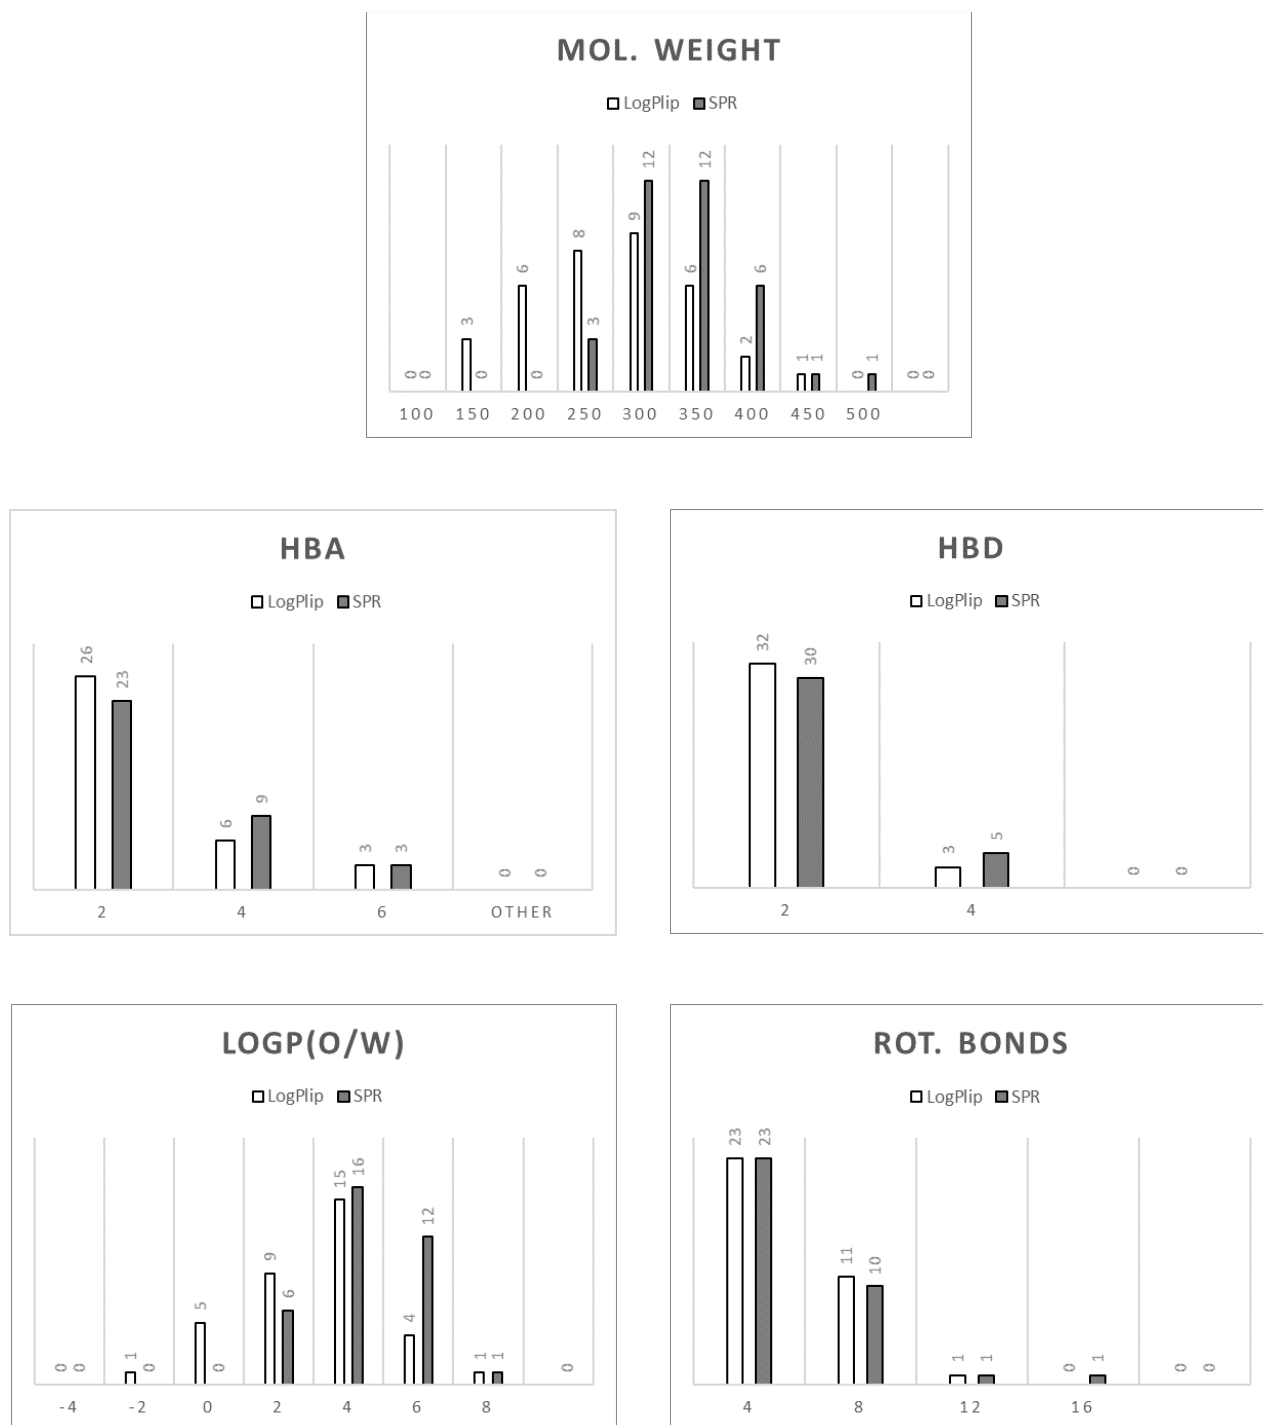 MOL. WEIGHT
LogPlip SPR
0 0 3 0 6 0 8 3 9 12 6 12 2 6 1 1 0 1 0 0
100 150 200 250 300 350 400 450 500
HBA
LogPlip SPR
26 23 6 9 3 3 0 0
2 4 6 OTHER
HBD
LogPlip SPR
32 30 3 5 0 0
2 4
LOGP(O/W)
LogPlip SPR
0 0 1 0 5 0 9 6 15 16 4 12 1 1 0
-4 -2 0 2 4 6 8
ROT. BONDS
LogPlip SPR
23 23 11 10 1 1 0 1 0 0
4 8 12 16